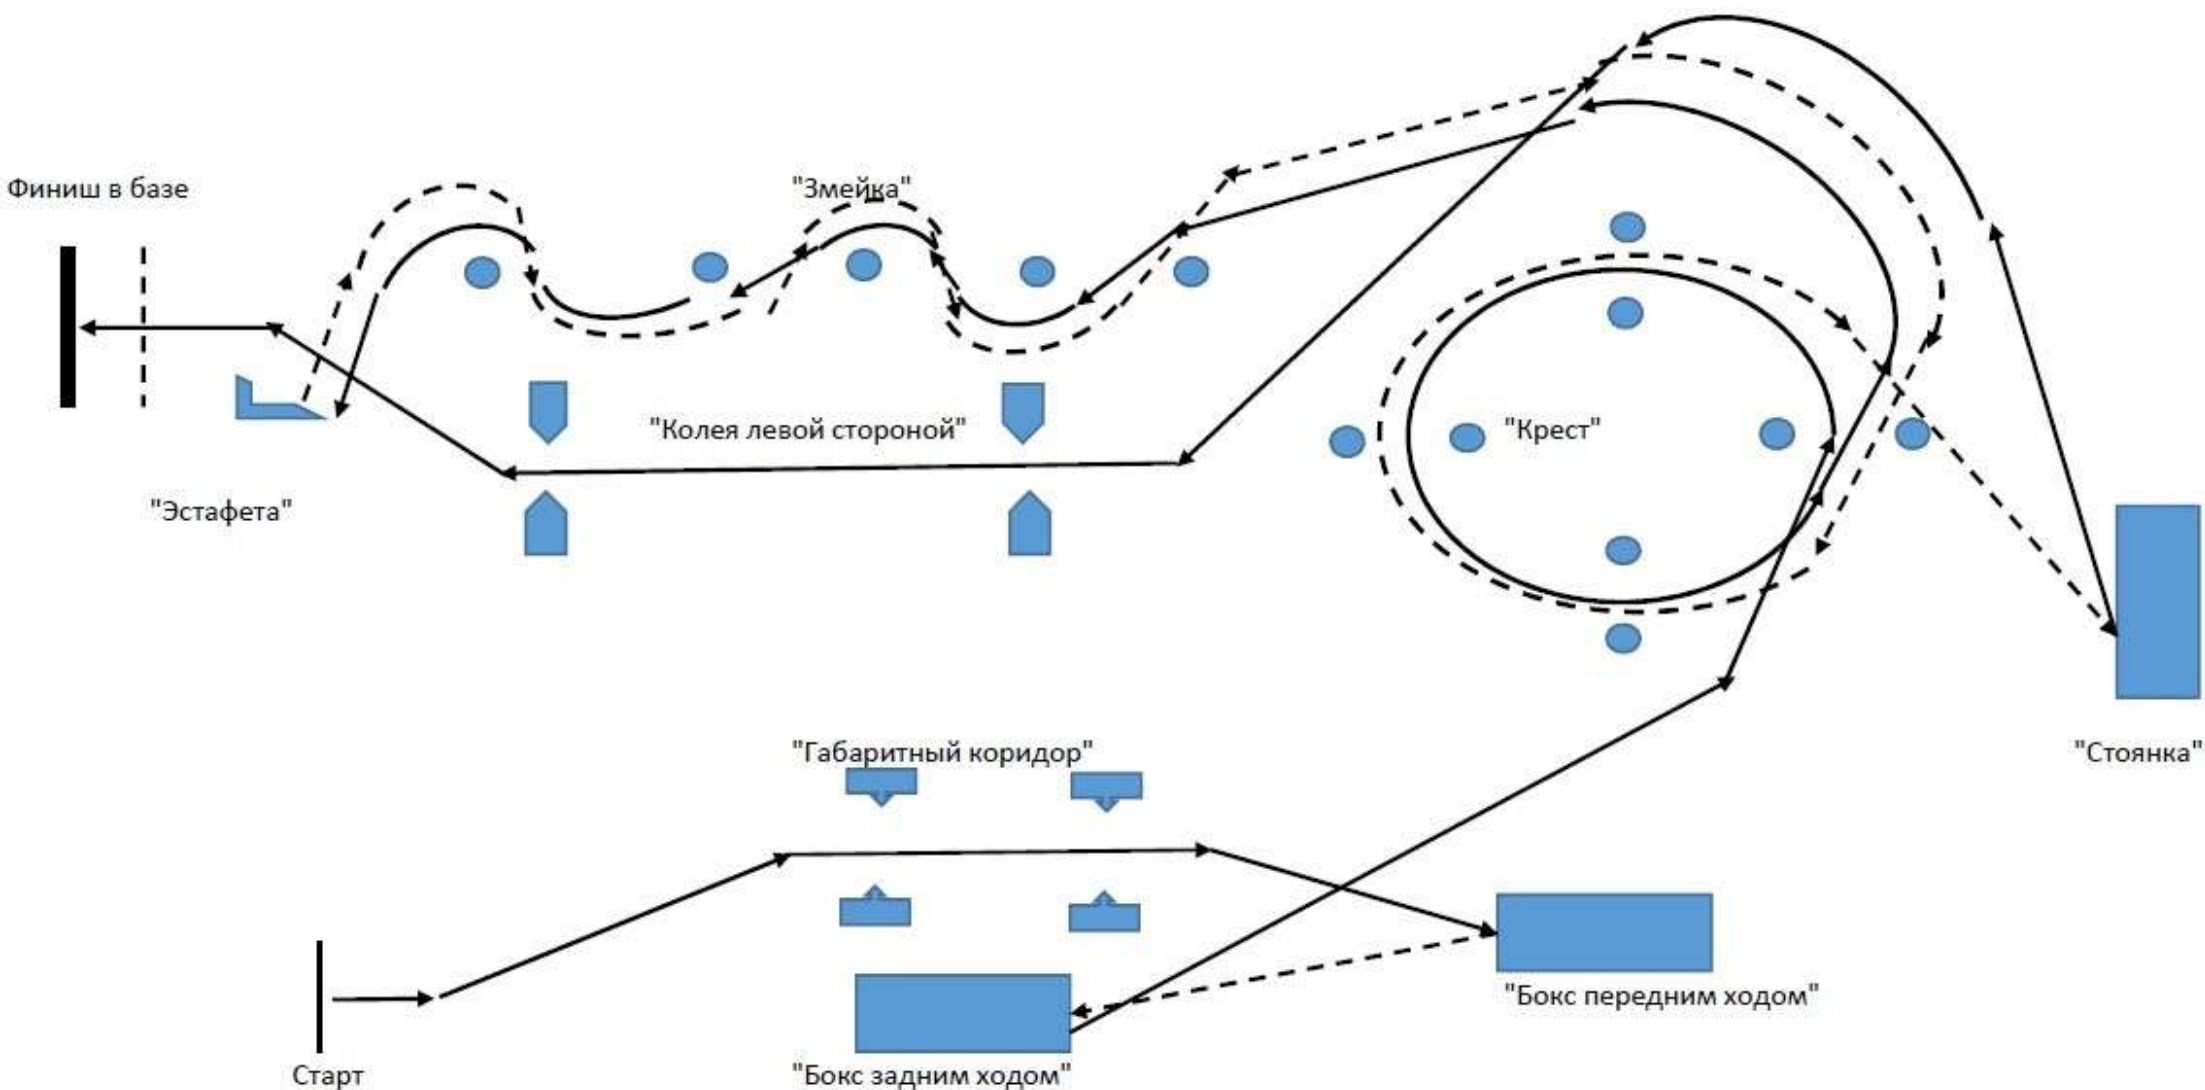 Финиш в базе
"Змейка"
"Колея левой стороной"
"Крест"
"Эстафета"
"Габаритный коридор"
"Стоянка"
"Бокс передним ходом"
Старт
"Бокс задним ходом"